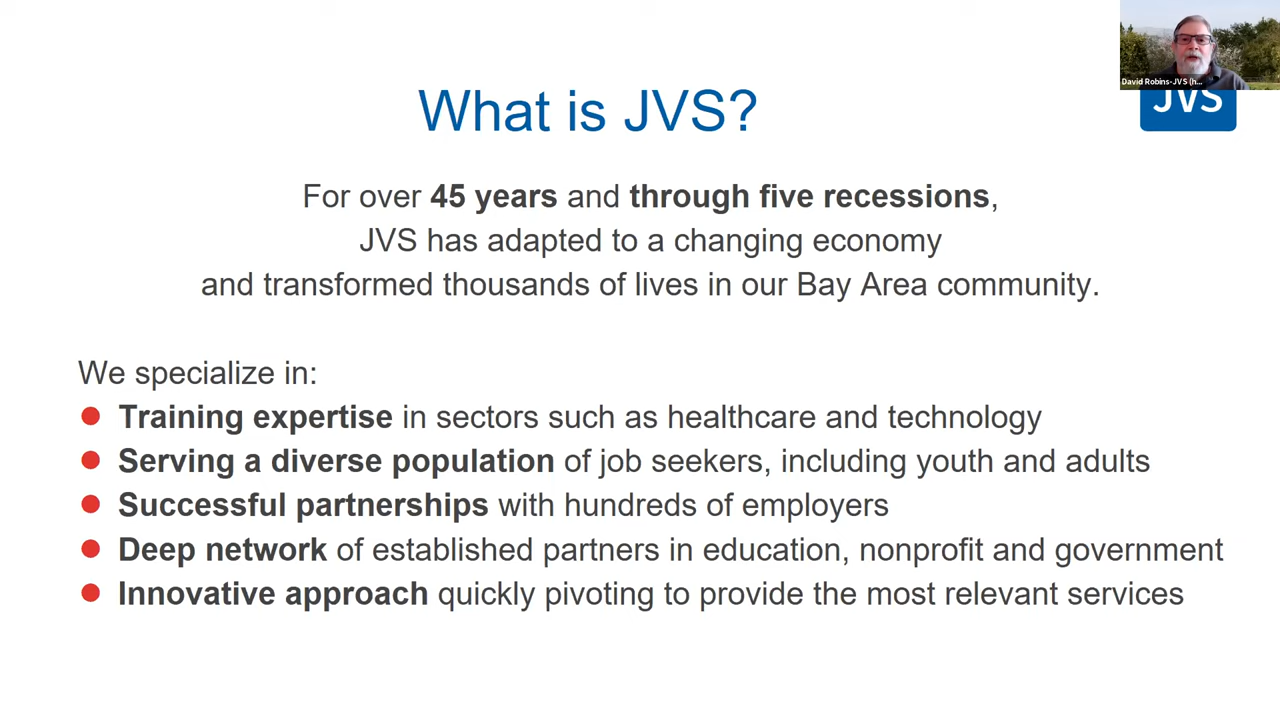 David Robins-JVS (h...
JVS
What is JVS?
For over 45 years and through five recessions,
JVS has adapted to a changing economy
and transformed thousands of lives in our Bay Area community.
We specialize in:
● Training expertise in sectors such as healthcare and technology
● Serving a diverse population of job seekers, including youth and adults
● Successful partnerships with hundreds of employers
● Deep network of established partners in education, nonprofit and government
● Innovative approach quickly pivoting to provide the most relevant services